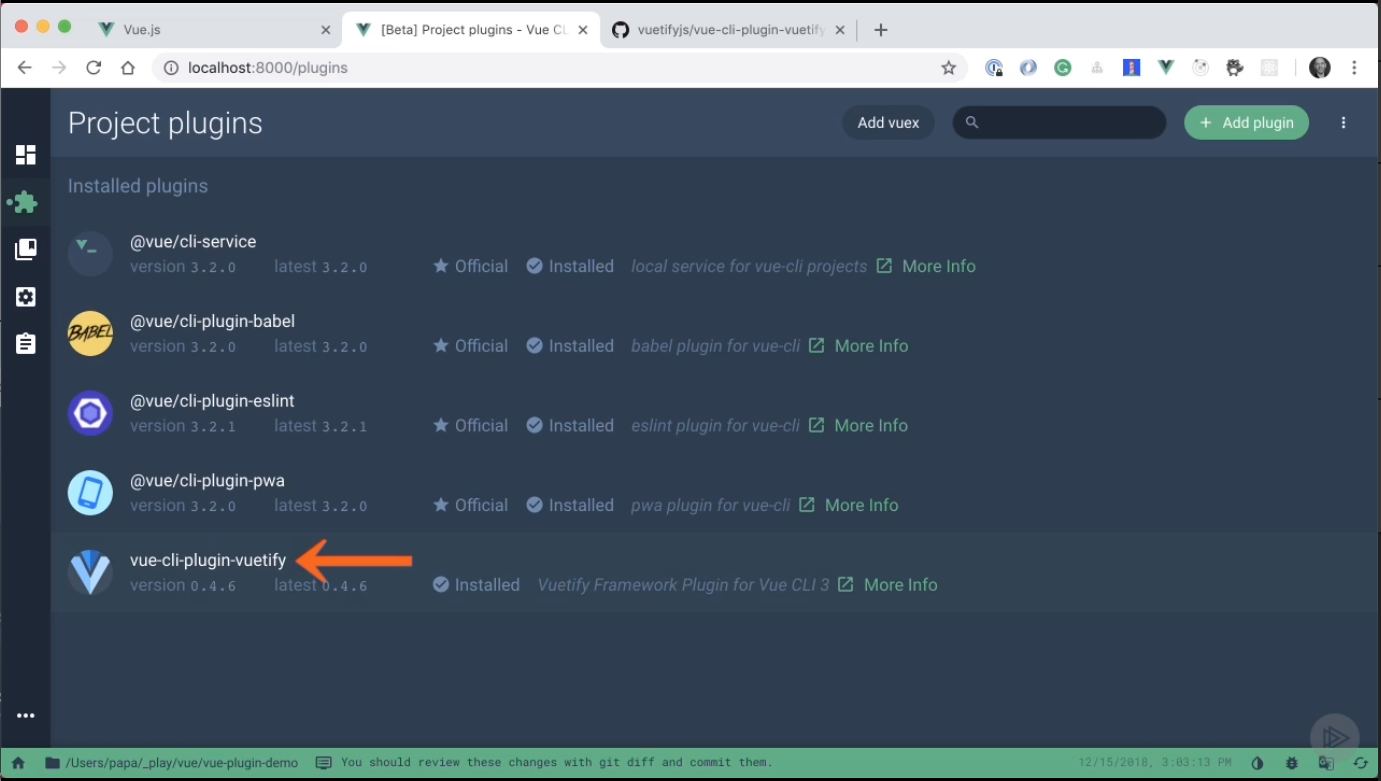 Vue.js
[Beta] Project plugins - Vue CL
vuetifyjs/vue-cli-plugin-vuetify
localhost:8000/plugins
Project plugins
Add vuex
+ Add plugin
Installed plugins
@vue/cli-service
version 3.2.0 latest 3.2.0 Official Installed local service for vue-cli projects More Info
BABEL
@vue/cli-plugin-babel
version 3.2.0 latest 3.2.0 Official Installed babel plugin for vue-cli More Info
@vue/cli-plugin-eslint
version 3.2.1 latest 3.2.1 Official Installed eslint plugin for vue-cli More Info
@vue/cli-plugin-pwa
version 3.2.0 latest 3.2.0 Official Installed pwa plugin for vue-cli More Info
vue-cli-plugin-vuetify
version 0.4.6 latest 0.4.6 Installed Vuetify Framework Plugin for Vue CLI 3 More Info
/Users/papa/_play/vue/vue-plugin-demo You should review these changes with git diff and commit them. 12/15/2018, 3:03:13 PM